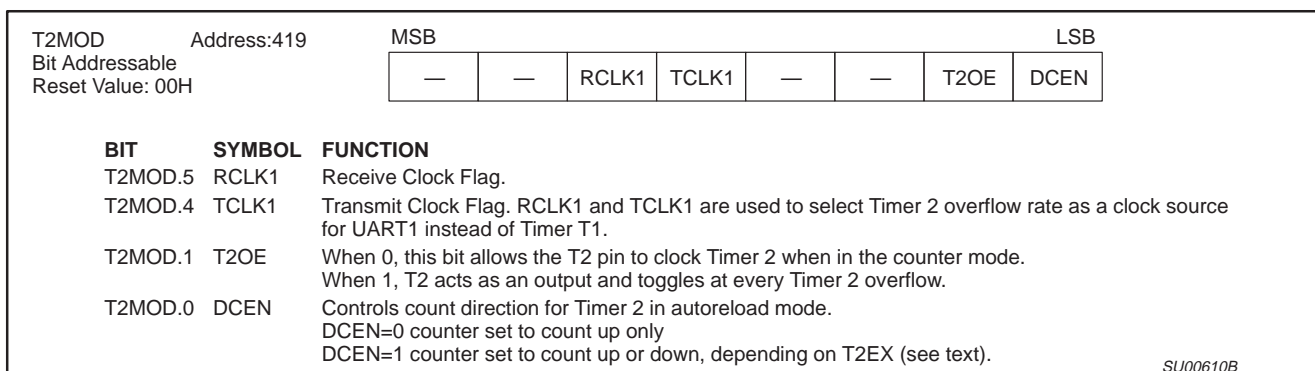 T2MOD Address:419 MSB LSB
Bit Addressable
Reset Value: 00H
— — RCLK1 TCLK1 — — T2OE DCEN
BIT SYMBOL FUNCTION
T2MOD.5 RCLK1 Receive Clock Flag.
T2MOD.4 TCLK1 Transmit Clock Flag. RCLK1 and TCLK1 are used to select Timer 2 overflow rate as a clock source
for UART1 instead of Timer T1.
T2MOD.1 T2OE When 0, this bit allows the T2 pin to clock Timer 2 when in the counter mode.
When 1, T2 acts as an output and toggles at every Timer 2 overflow.
T2MOD.0 DCEN Controls count direction for Timer 2 in autoreload mode.
DCEN=0 counter set to count up only
DCEN=1 counter set to count up or down, depending on T2EX (see text).
SU00610B